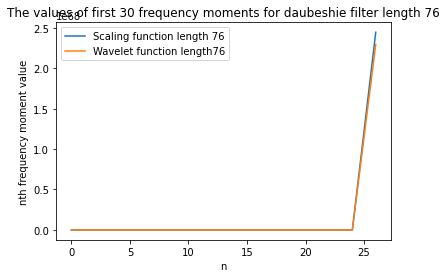 The values of first 30 frequency moments for daubeshie filter length 76
1e68
2.5
2.0
1.5
1.0
0.5
0.0
nth frequency moment value
Scaling function length 76
Wavelet function length76
0 5 10 15 20 25
n